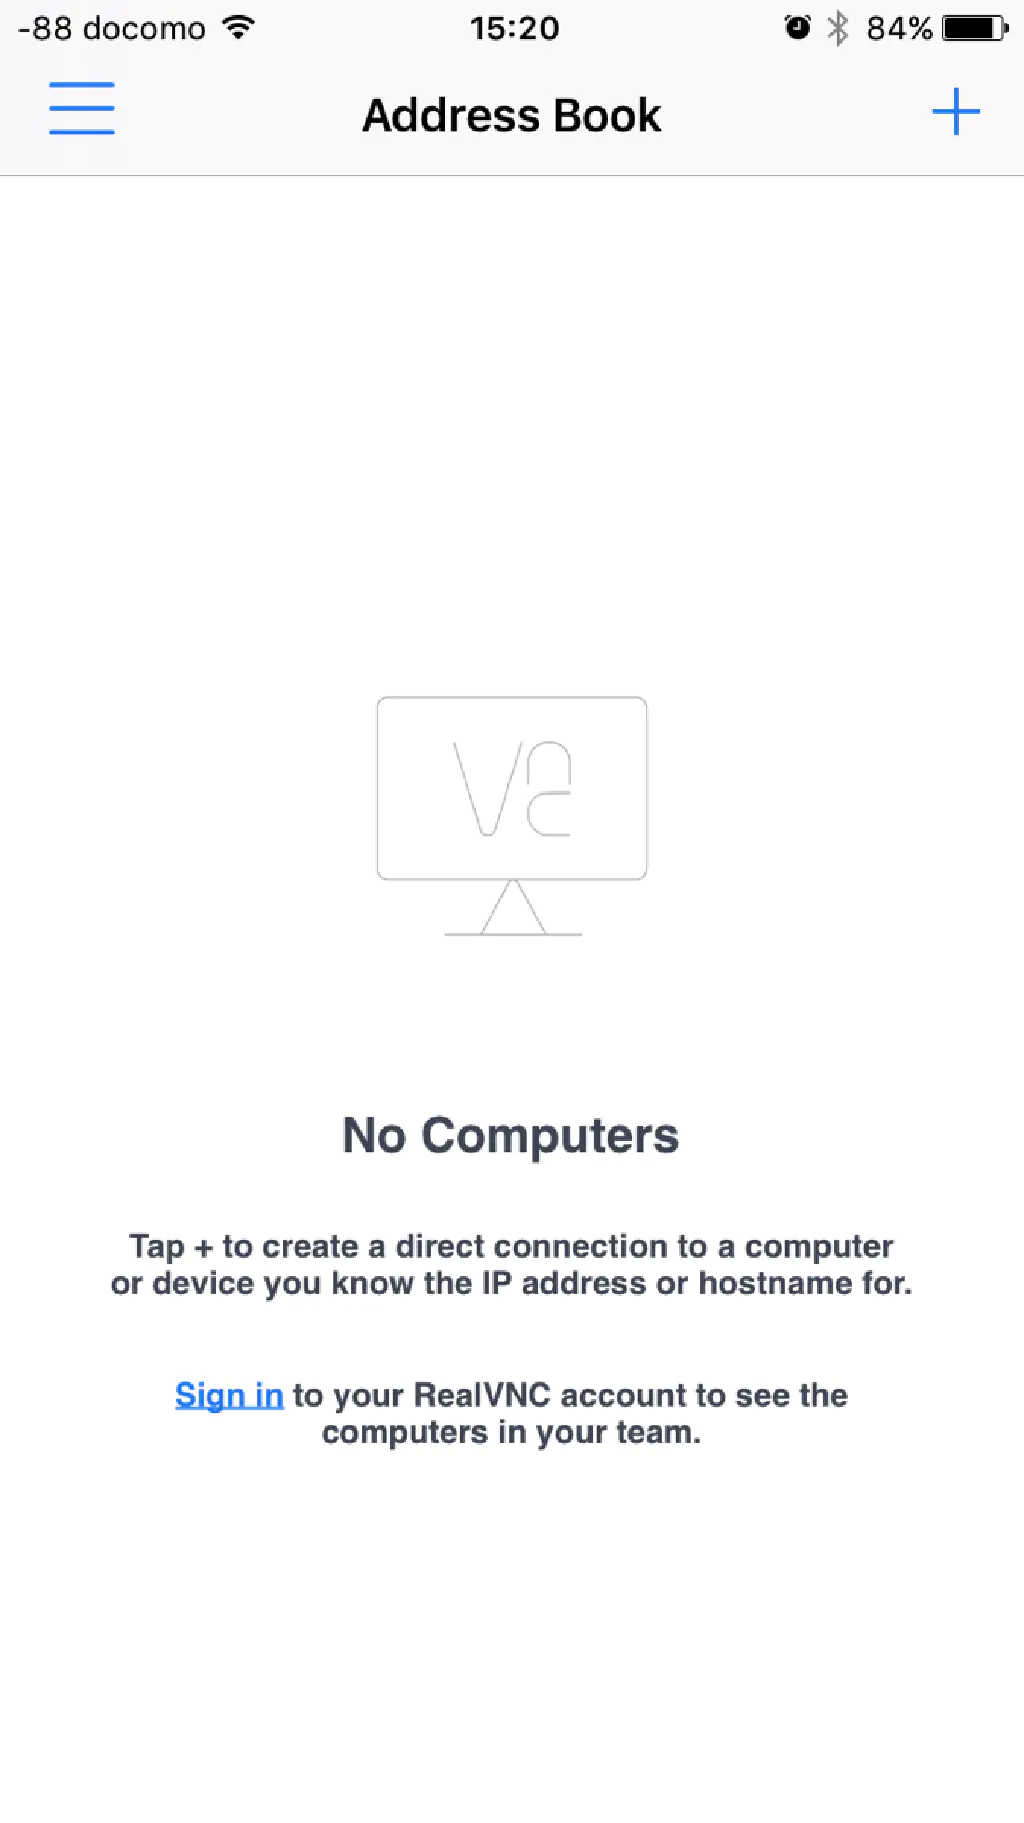 -88 docomo 15:20 84%
Address Book
No Computers
Tap + to create a direct connection to a computer
or device you know the IP address or hostname for.
Sign in to your RealVNC account to see the
computers in your team.